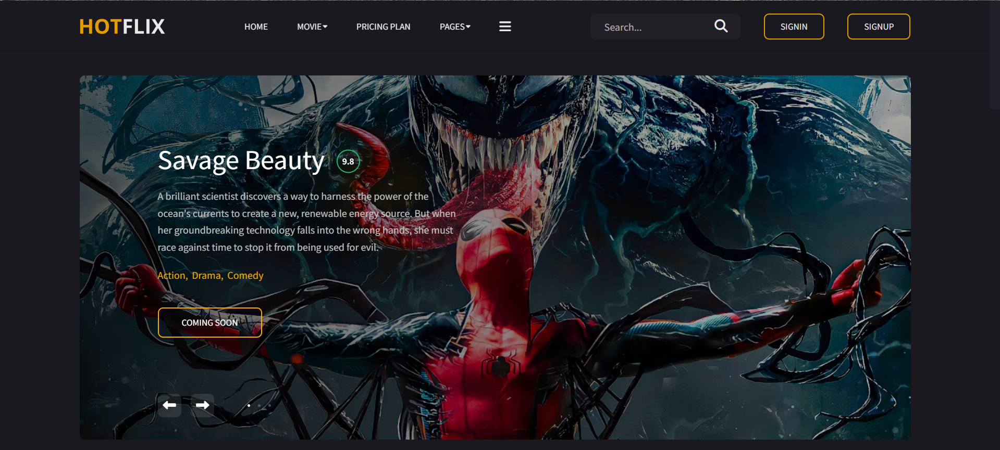 HOTFLIX
HOME
MOVIE
PRICING PLAN
PAGES
Search...
SIGNIN
SIGNUP
Savage Beauty
9.8
A brilliant scientist discovers a way to harness the power of the
ocean's currents to create a new, renewable energy source. But when
her groundbreaking technology falls into the wrong hands, she must
race against time to stop it from being used for evil.
Action, Drama, Comedy
COMING SOON